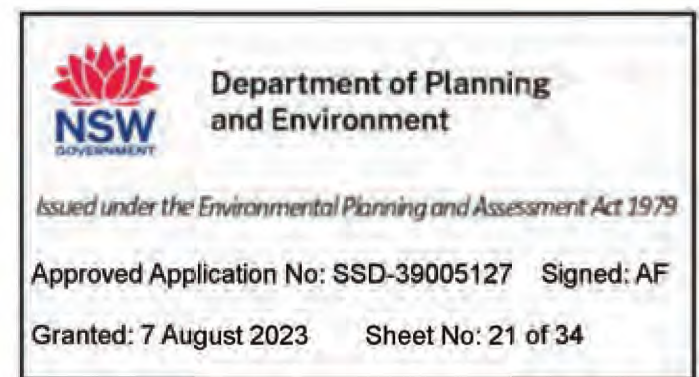 NSW
GOVERNMENT
Department of Planning
and Environment
Issued under the Environmental Planning and Assessment Act 1979
Approved Application No: SSD-39005127 Signed: AF
Granted: 7 August 2023 Sheet No: 21 of 34